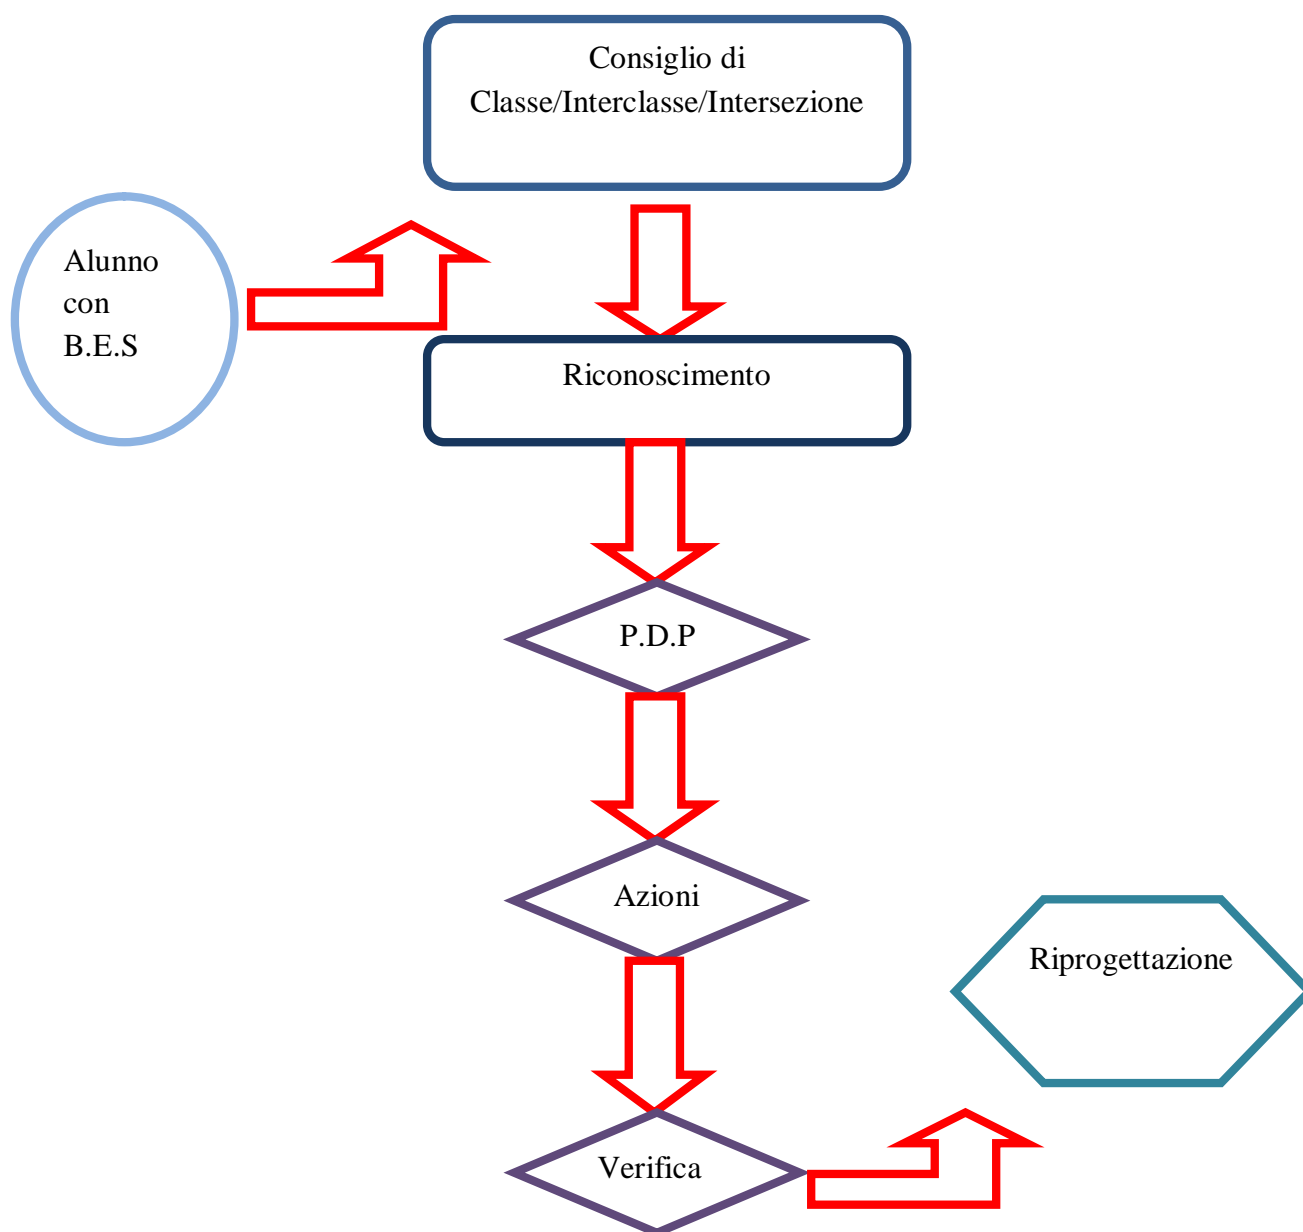 Consiglio di
Classe/Interclasse/Intersezione
Alunno
con
B.E.S
Riconoscimento
P.D.P
Azioni
Riprogettazione
Verifica